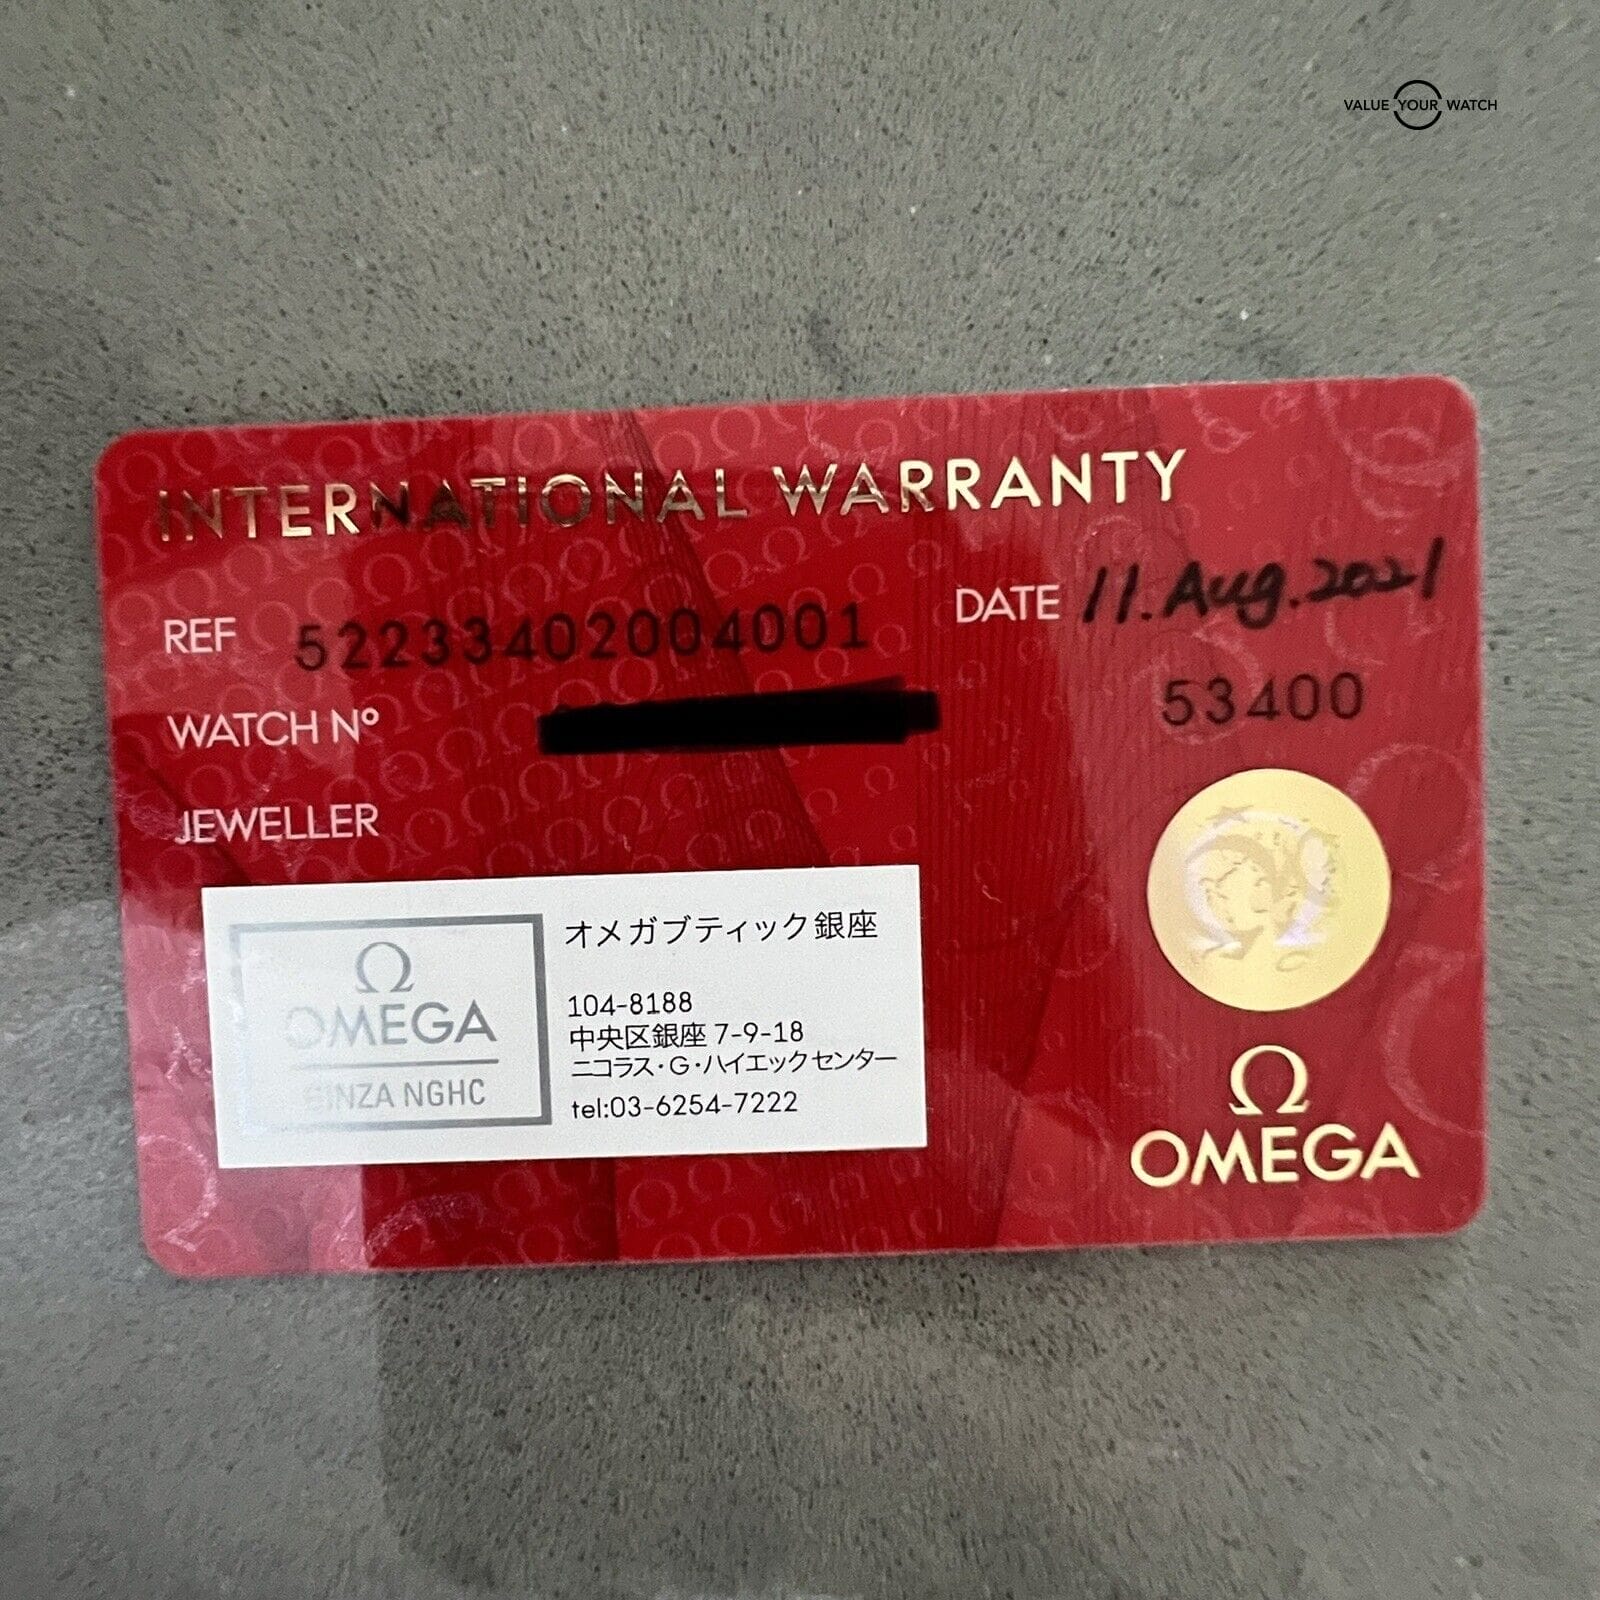 VALUE YOUR WATCH
INTERNATIONAL WARRANTY
REF 52233402004001
DATE 11.Aug.2021
WATCH Nº
53400
JEWELLER
Ω
OMEGA
GINZA NGHC
オメガブティック銀座
104-8188
中央区銀座 7-9-18
ニコラス・G・ハイエックセンター
tel:03-6254-7222
Ω
OMEGA